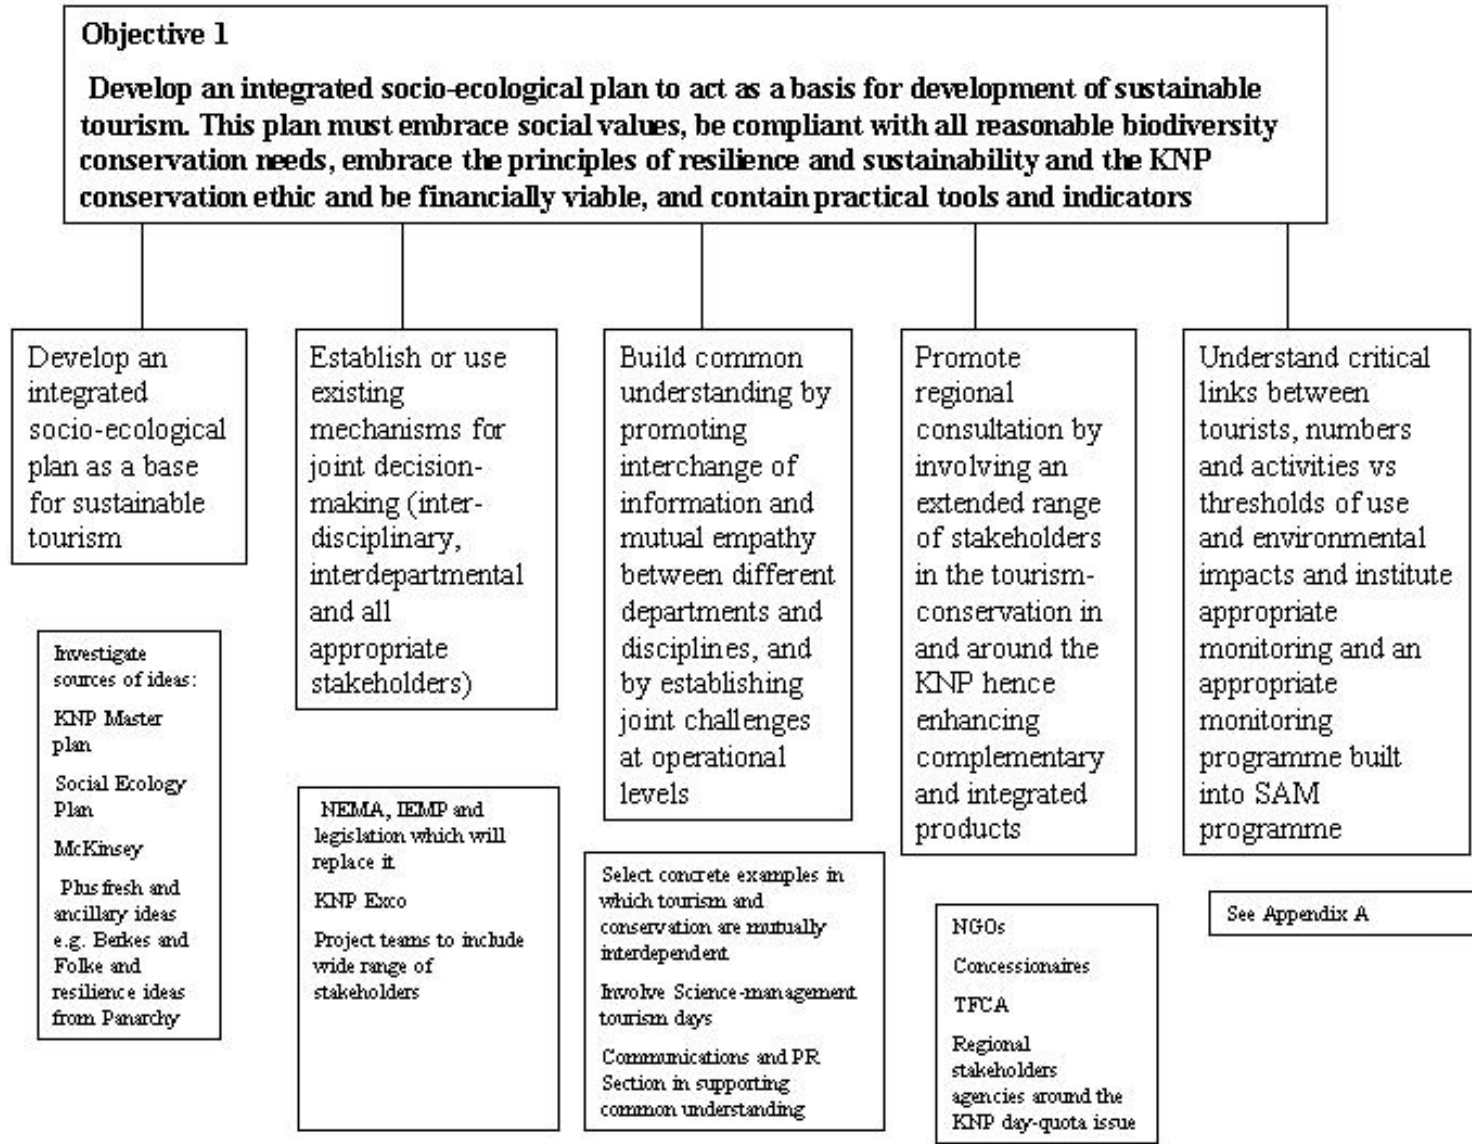 Objective 1
Develop an integrated socio-ecological plan to act as a basis for development of sustainable
tourism. This plan must embrace social values, be compliant with all reasonable biodiversity
conservation needs, embrace the principles of resilience and sustainability and the KNP
conservation ethic and be financially viable, and contain practical tools and indicators
Develop an
integrated
socio-ecological
plan as a base
for sustainable
tourism
Investigate
sources of ideas:
KNP Master
plan
Social Ecology
Plan
McKinsey
Plus fresh and
ancillary ideas
e.g. Berkes and
Folke and
resilience ideas
from Panarchy
Establish or use
existing
mechanisms for
joint decision-
making (inter-
disciplinary,
interdepartmental
and all
appropriate
stakeholders)
NEMA, IEMP and
legislation which will
replace it
KNP Exco
Project teams to include
wide range of
stakeholders
Build common
understanding by
promoting
interchange of
information and
mutual empathy
between different
departments and
disciplines, and
by establishing
joint challenges
at operational
levels
Select concrete examples in
which tourism and
conservation are mutually
interdependent
Involve Science-management
tourism days
Communications and PR
Section in supporting
common understanding
Promote
regional
consultation by
involving an
extended range
of stakeholders
in the tourism-
conservation in
and around the
KNP hence
enhancing
complementary
and integrated
products
NGOs
Concessionaires
TFCA
Regional
stakeholders
agencies around the
KNP day-quota issue
Understand critical
links between
tourists, numbers
and activities vs
thresholds of use
and environmental
impacts and institute
appropriate
monitoring and an
appropriate
monitoring
programme built
into SAM
programme
See Appendix A